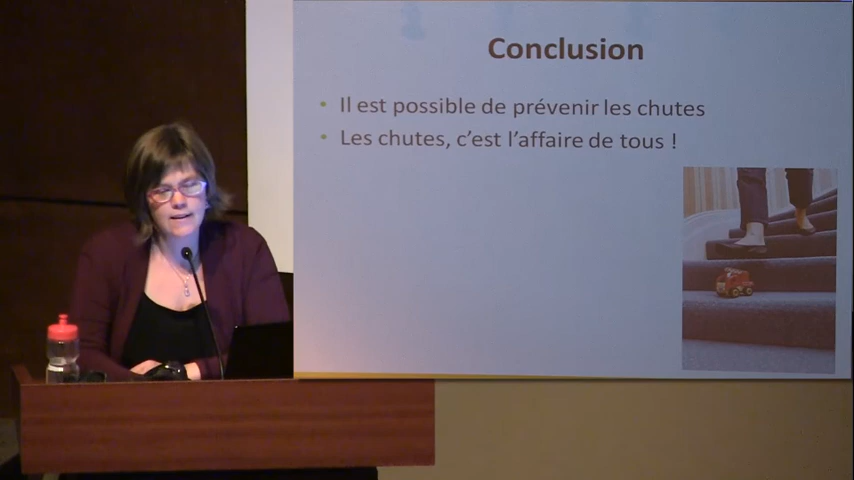 Conclusion
Il est possible de prévenir les chutes
Les chutes, c'est l'affaire de tous !